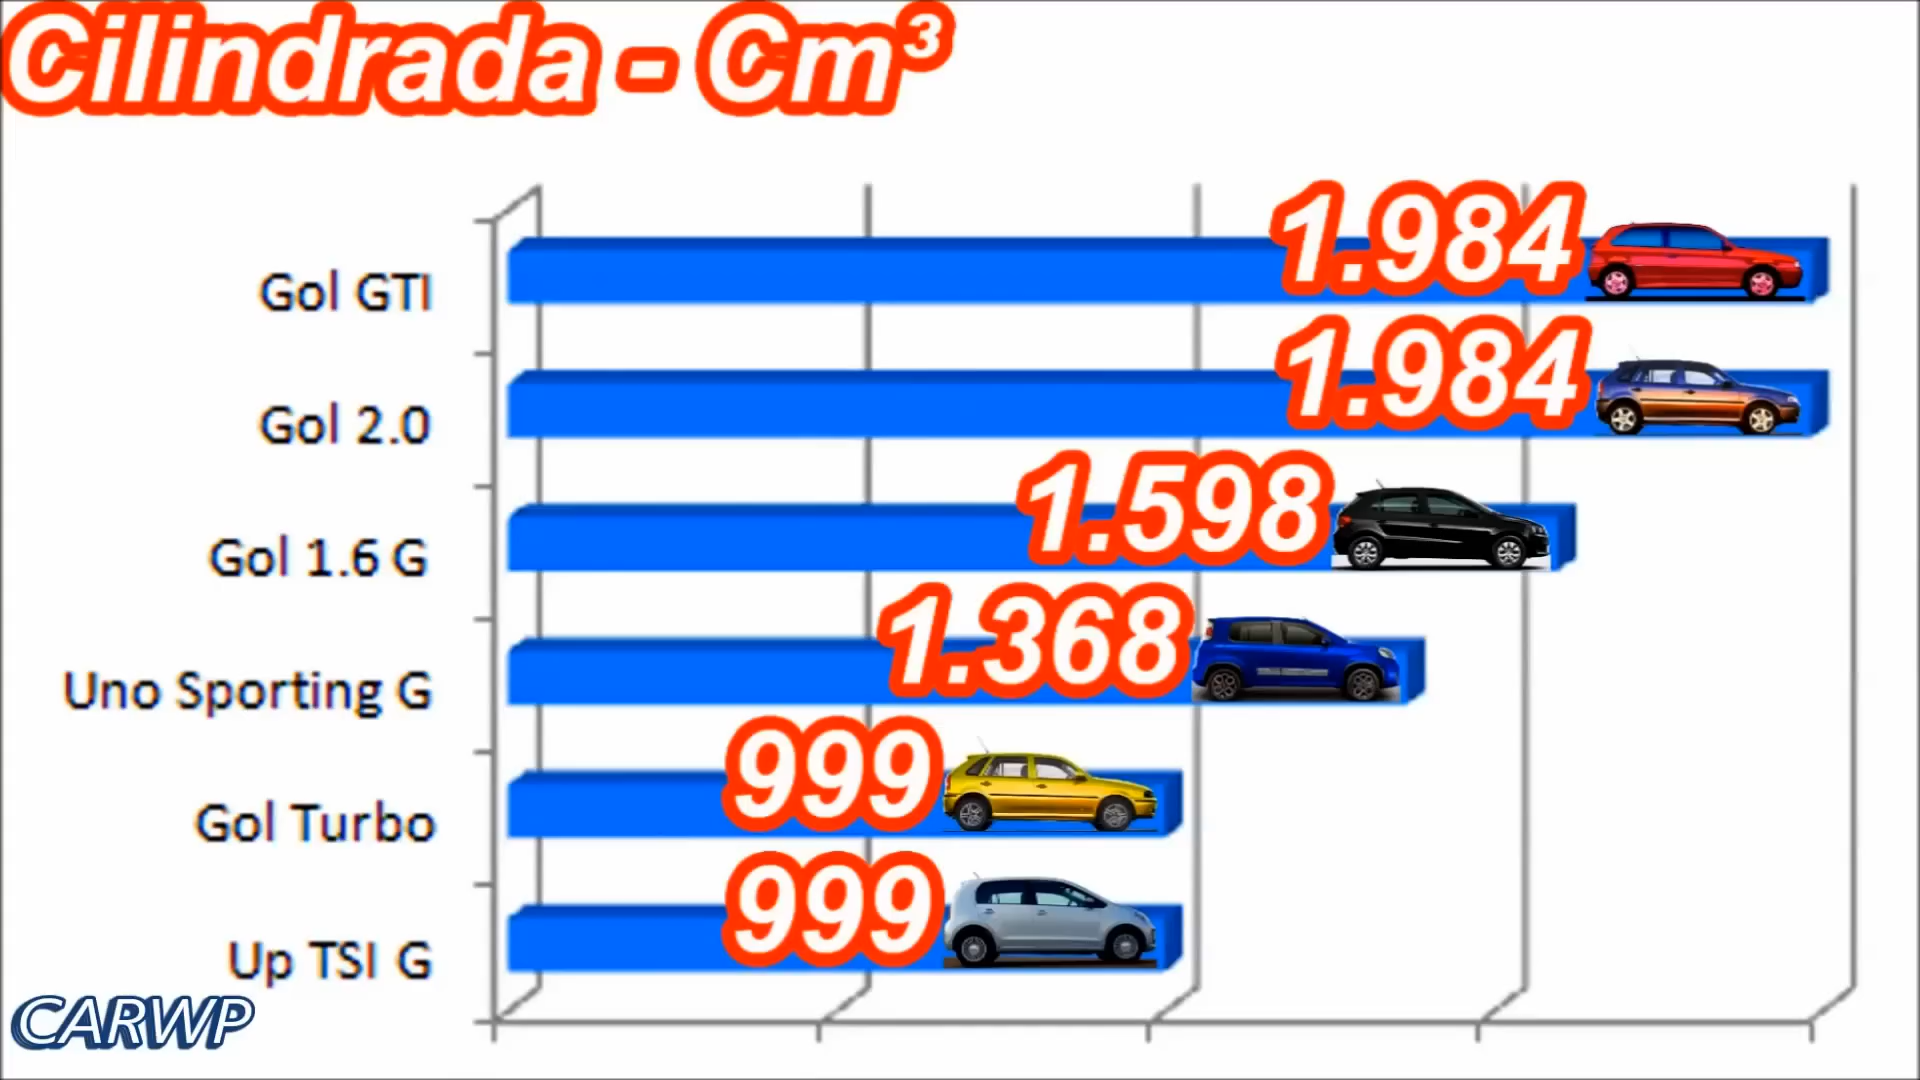 Cilindrada - Cm³
Gol GTI 1.984
Gol 2.0 1.984
Gol 1.6 G 1.598
Uno Sporting G 1.368
Gol Turbo 999
Up TSI G 999
CARWP